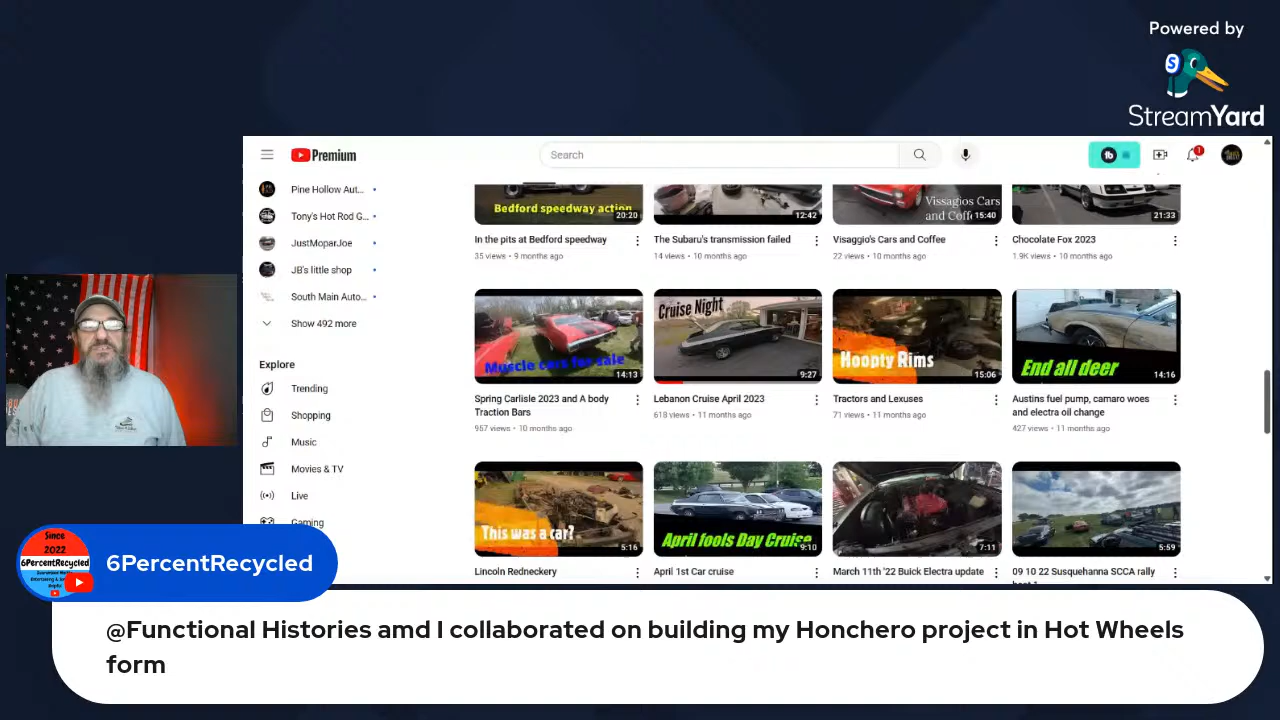 Powered by
StreamYard
Premium
Search
1
Pine Hollow Aut...
Tony's Hot Rod G...
JustMoparJoe
JB's little shop
South Main Auto...
Show 492 more
Explore
Trending
Shopping
Music
Movies & TV
Live
Gaming
Bedford speedway action
20:20
12:42
Vissagios Cars
and Coff
15:40
21:33
In the pits at Bedford speedway
35 views • 9 months ago
The Subaru's transmission failed
14 views • 10 months ago
Visaggio's Cars and Coffee
22 views • 10 months ago
Chocolate Fox 2023
1.9K views • 10 months ago
Muscle cars for sale
14:13
Cruise Night
9:27
Hoopty Rims
15:06
End all deer
14:16
Spring Carlisle 2023 and A body
Traction Bars
957 views • 10 months ago
Lebanon Cruise April 2023
618 views • 11 months ago
Tractors and Lexuses
71 views • 11 months ago
Austins fuel pump, camaro woes
and electra oil change
427 views • 11 months ago
This was a car?
5:16
April fools Day Cruise
9:10
7:11
5:59
Lincoln Redneckery
April 1st Car cruise
March 11th '22 Buick Electra update
09 10 22 Susquehanna SCCA rally
Since
2022
6PercentRecycled
6PercentRecycled
@Functional Histories amd I collaborated on building my Honchero project in Hot Wheels
form